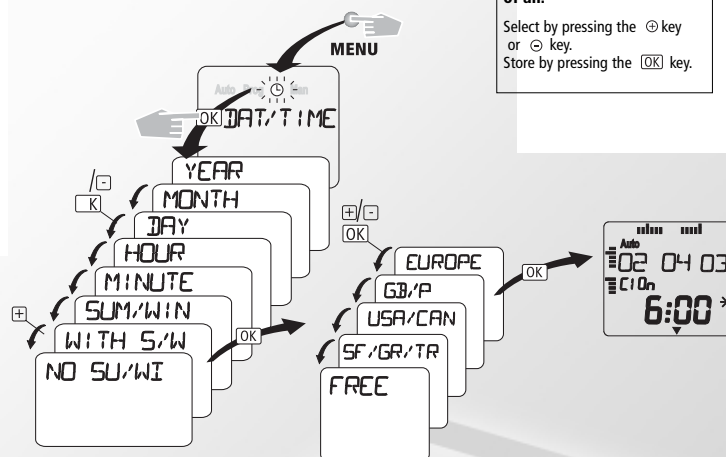 Select by pressing the ⊕ key
or ⊖ key.
Store by pressing the OK key.
MENU
Auto
OK DAT/TIME
YEAR
MONTH
DAY
HOUR
MINUTE
SUM/WIN
WITH S/W
NO SU/WI
/-
K
+
OK
+/-
OK
EUROPE
GB/P
USA/CAN
SF/GR/TR
FREE
OK
Auto
02 04 03
C1 On
6:00